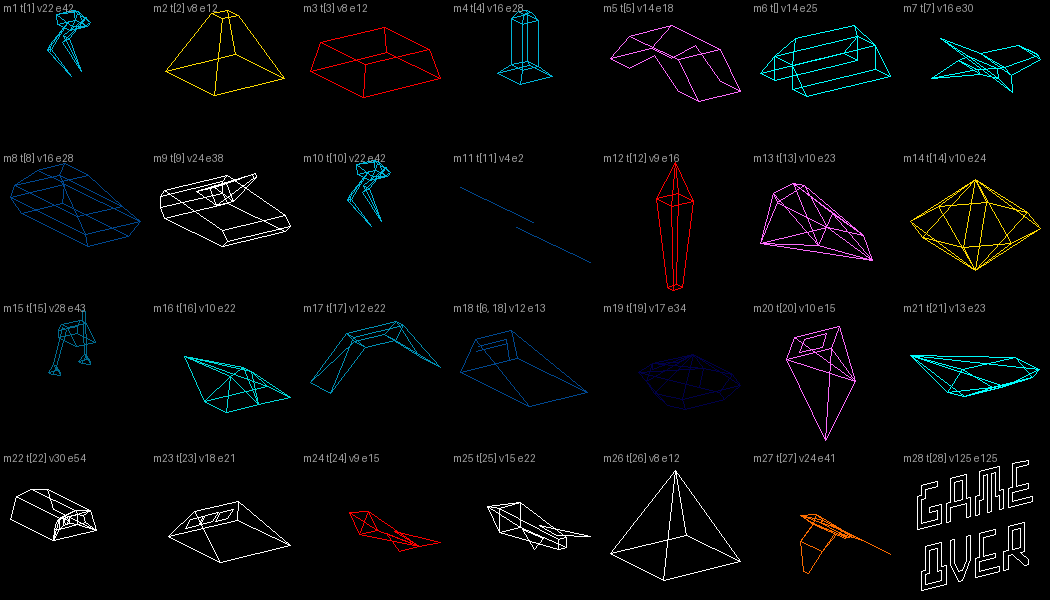 m1 t[1] v22 e42 m2 t[2] v8 e12 m3 t[3] v8 e12 m4 t[4] v16 e28 m5 t[5] v14 e18 m6 t[] v14 e25 m7 t[7] v16 e30
m8 t[8] v16 e28 m9 t[9] v24 e38 m10 t[10] v22 e42 m11 t[11] v4 e2 m12 t[12] v9 e16 m13 t[13] v10 e23 m14 t[14] v10 e24
m15 t[15] v28 e43 m16 t[16] v10 e22 m17 t[17] v12 e22 m18 t[6, 18] v12 e13 m19 t[19] v17 e34 m20 t[20] v10 e15 m21 t[21] v13 e23
m22 t[22] v30 e54 m23 t[23] v18 e21 m24 t[24] v9 e15 m25 t[25] v15 e22 m26 t[26] v8 e12 m27 t[27] v24 e41 m28 t[28] v125 e125
GAME
OVER